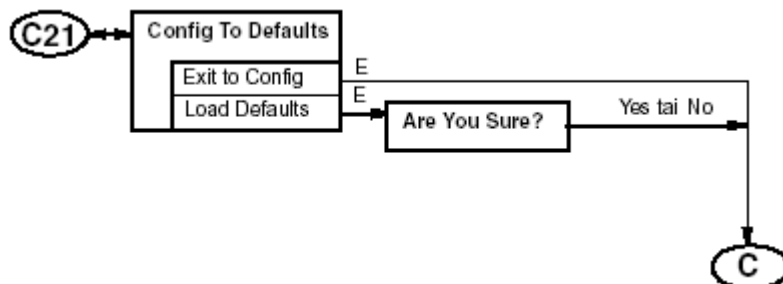 C21
Config To Defaults
Exit to Config
E
Load Defaults
E
Are You Sure?
Yes tai No
C